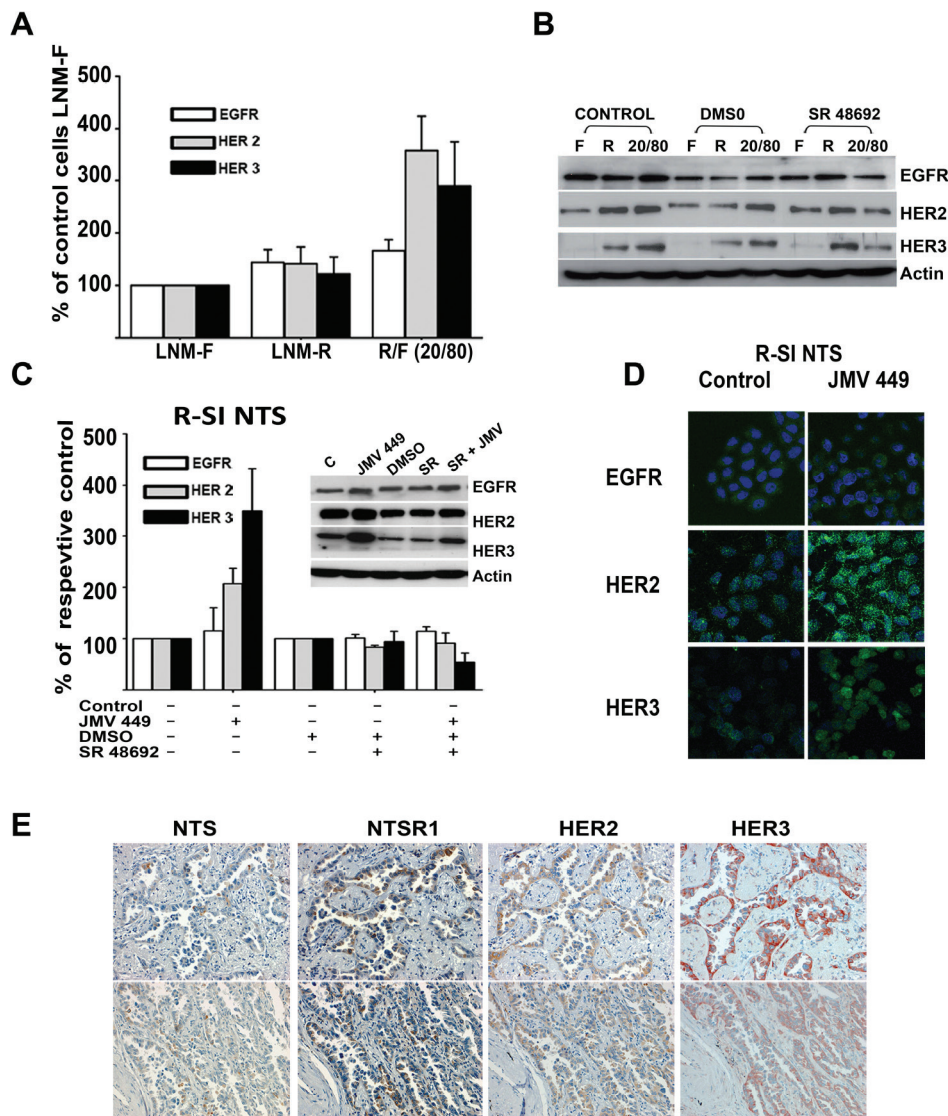 A
% of control cells LNM-F
500
400
300
200
100
EGFR
HER 2
HER 3
LNM-F LNM-R R/F (20/80)
B
CONTROL DMS0 SR 48692
F R 20/80 F R 20/80 F R 20/80
EGFR
HER2
HER3
Actin
C
R-SI NTS
% of respevtive control
500
400
300
200
100
EGFR
HER 2
HER 3
C JMV 449 DMSO SR SR + JMV
EGFR
HER2
HER3
Actin
Control – – – – –
JMV 449 – + – – +
DMSO – – + + +
SR 48692 – – – + +
D
R-SI NTS
Control JMV 449
EGFR
HER2
HER3
E
NTS NTSR1 HER2 HER3